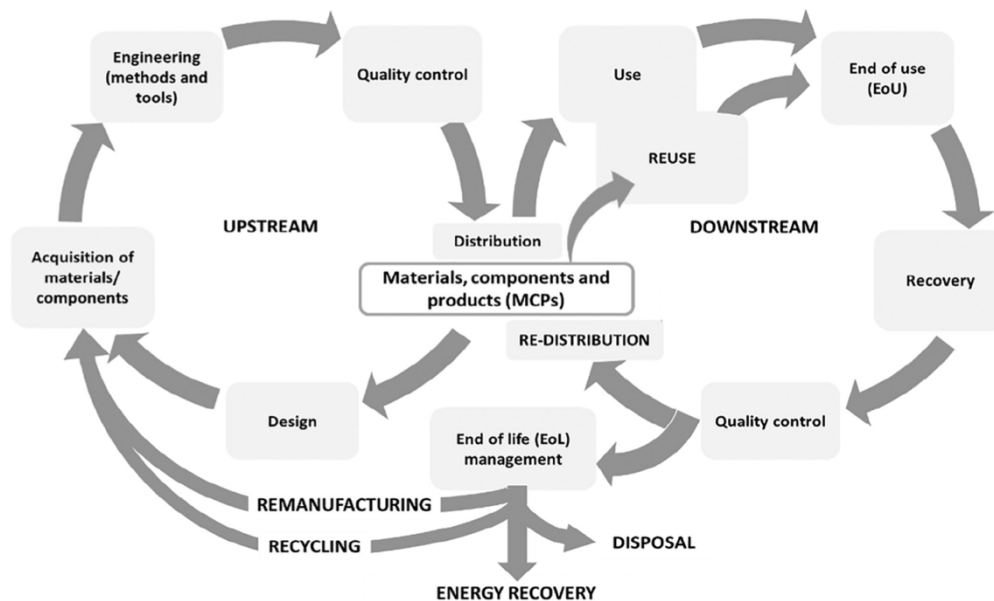 Engineering
(methods and
tools)
Quality control
Use
End of use
(EoU)
REUSE
UPSTREAM
DOWNSTREAM
Distribution
Acquisition of
materials/
components
Materials, components and
products (MCPs)
Recovery
RE-DISTRIBUTION
Design
End of life (EoL)
management
Quality control
REMANUFACTURING
RECYCLING
DISPOSAL
ENERGY RECOVERY